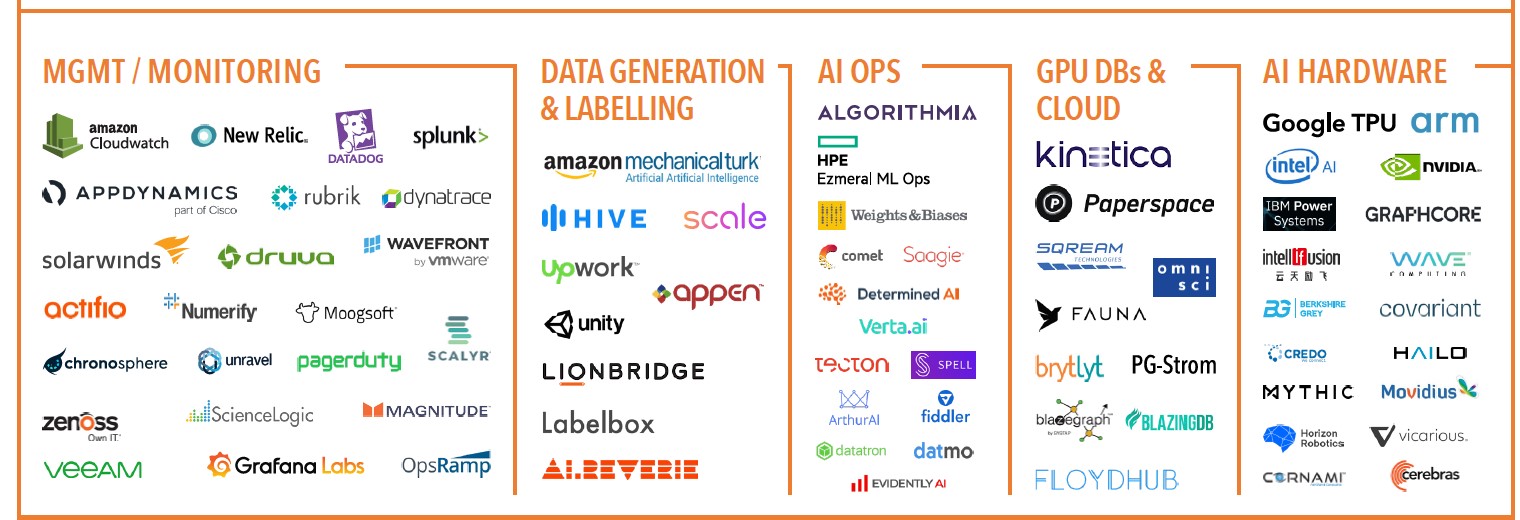 MGMT / MONITORING
amazon
Cloudwatch
New Relic.
DATADOG
splunk>
APPDYNAMICS
part of Cisco
rubrik
dynatrace
solarwinds
druva
WAVEFRONT
by vmware®
actifio
Numerify
Moogsoft
SCALYR
chronosphere
unravel
pagerduty
zenoss
Own IT.
ScienceLogic
MAGNITUDE
veeAM
Grafana Labs
OpsRamp
DATA GENERATION
& LABELLING
amazon mechanicalturk
Artificial Artificial Intelligence
HIVE
scale
upwork
appen
unity
LIONBRIDGE
Labelbox
AI.REVERIE
AI OPS
ALGORITHMIA
HPE
Ezmeral ML Ops
Weights & Biases
comet
Saagie
Determined AI
Verta.ai
TECTON
SPELL
ArthurAI
fiddler
datatron
datmo
EVIDENTLY AI
GPU DBs &
CLOUD
kinetica
P
Paperspace
SQREAM
TECHNOLOGIES
omni
sci
FAUNA
brytlyt
PG-Strom
blazegraph
BLAZINGDB
FLOYDHUB
AI HARDWARE
Google TPU
arm
intel AI
NVIDIA.
IBM Power
Systems
GRAPHCORE
intellifusion
云天励飞
WAVE
COMPUTING
BG BERKSHIRE
GREY
covariant
CREDO
HAILO
MYTHIC
Movidius
Horizon
Robotics
vicarious.
CORNAMI
cerebras